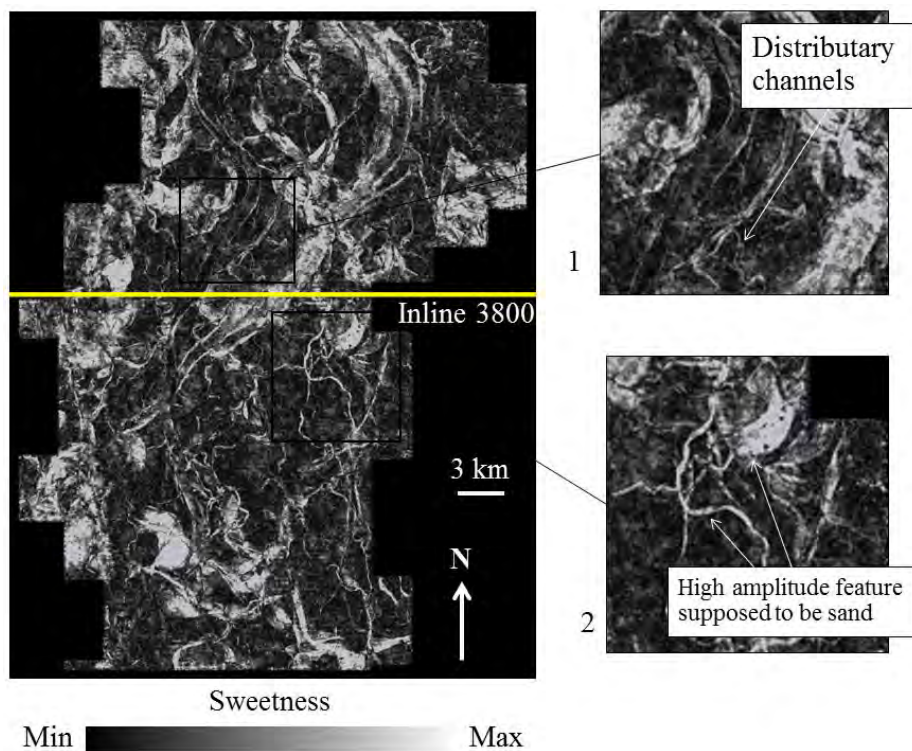 Distributary
channels
1
Inline 3800
3 km
N
2
High amplitude feature
supposed to be sand
Sweetness
Min
Max